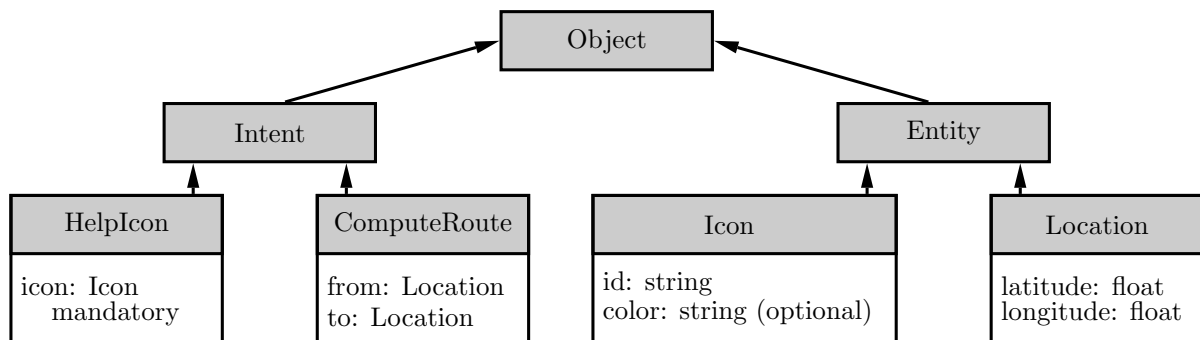 Object
Intent
Entity
HelpIcon
icon: Icon
mandatory
ComputeRoute
from: Location
to: Location
Icon
id: string
color: string (optional)
Location
latitude: float
longitude: float